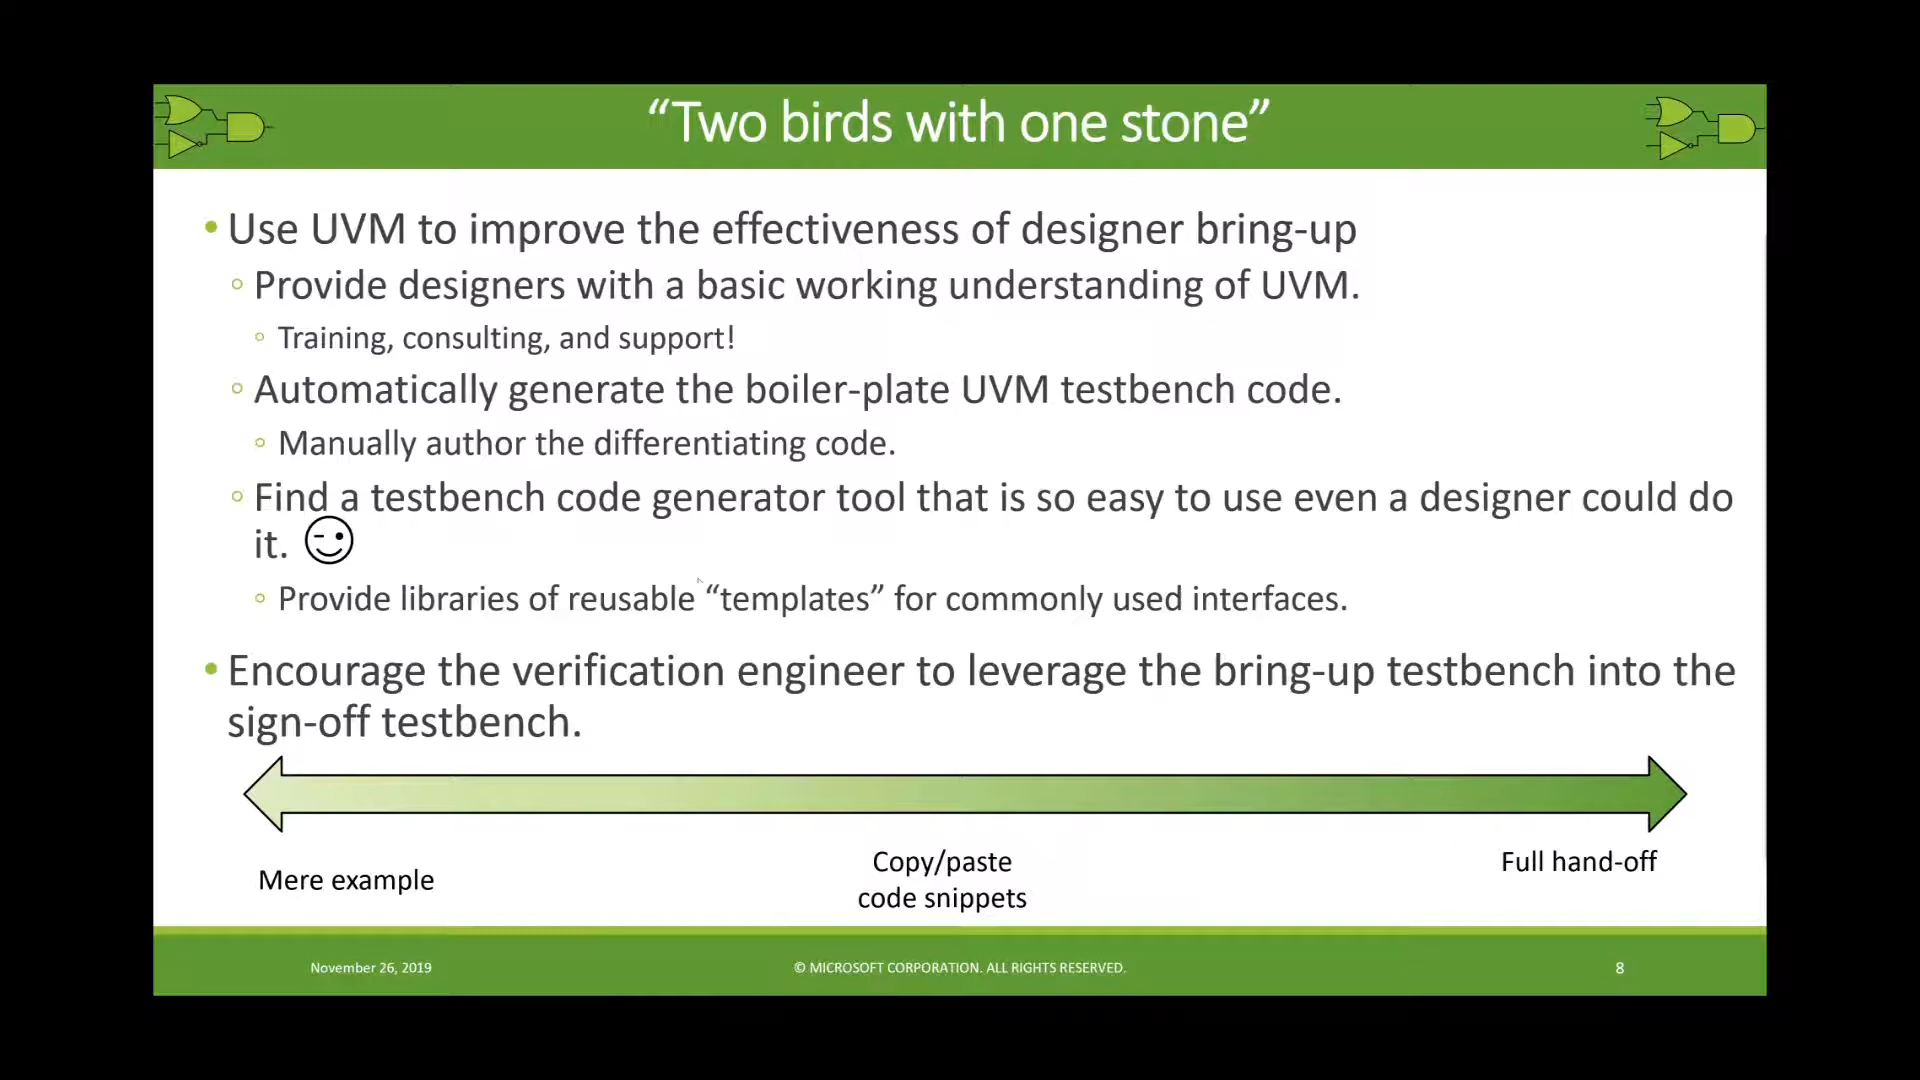 “Two birds with one stone”
• Use UVM to improve the effectiveness of designer bring-up
◦ Provide designers with a basic working understanding of UVM.
◦ Training, consulting, and support!
◦ Automatically generate the boiler-plate UVM testbench code.
◦ Manually author the differentiating code.
◦ Find a testbench code generator tool that is so easy to use even a designer could do
it.
◦ Provide libraries of reusable “templates” for commonly used interfaces.
• Encourage the verification engineer to leverage the bring-up testbench into the
sign-off testbench.
Mere example
Copy/paste
code snippets
Full hand-off
November 26, 2019
© MICROSOFT CORPORATION. ALL RIGHTS RESERVED.
8